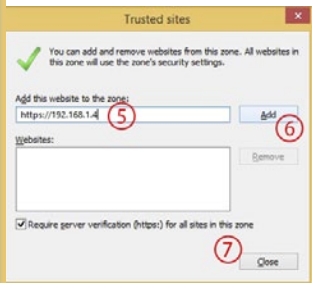 Trusted sites
You can add and remove websites from this zone. All websites in
this zone will use the zone's security settings.
Add this website to the zone:
https://192.168.1.4
5
Add
6
Websites:
Remove
Require server verification (https:) for all sites in this zone
7
Close